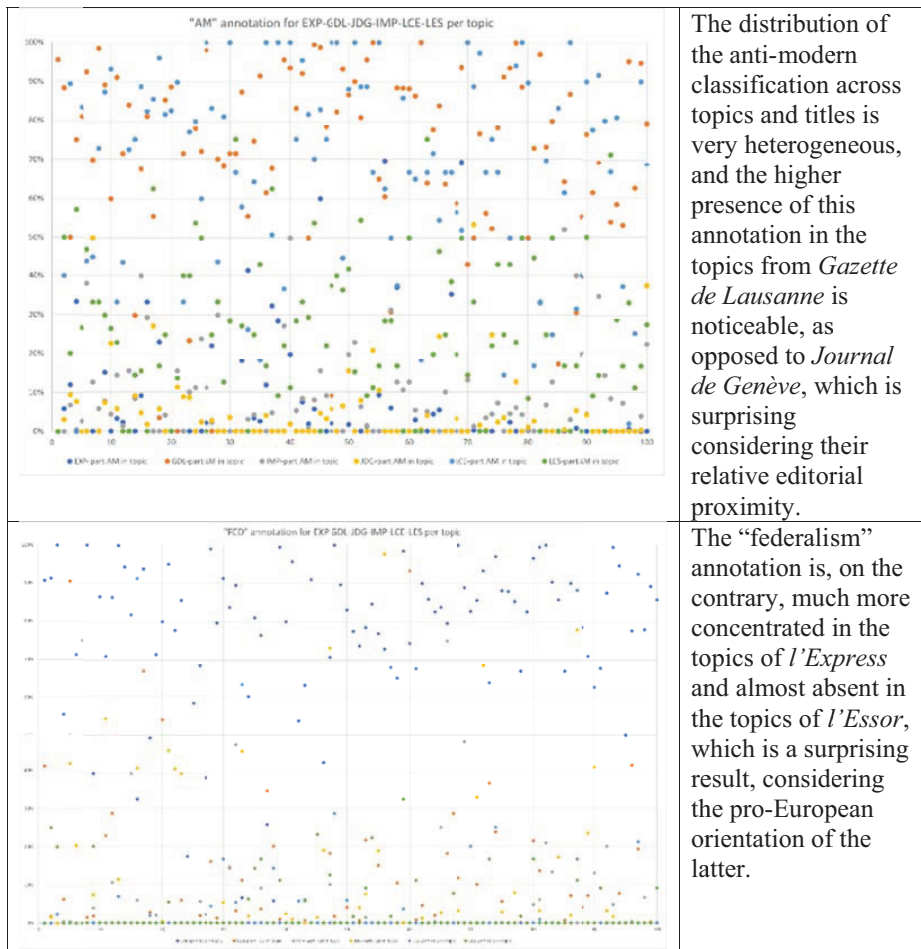 "AM" annotation for EXP-GDL-JDG-IMP-LCE-LES per topic
100%
90%
80%
70%
60%
50%
40%
30%
20%
10%
0%
0 10 20 30 40 50 60 70 80 90 100
EXP-part AM in topic GDL-part AM in topic IMP-part AM in topic JDG-part AM in topic LCE-part AM in topic LES-part AM in topic
The distribution of
the anti-modern
classification across
topics and titles is
very heterogeneous,
and the higher
presence of this
annotation in the
topics from Gazette
de Lausanne is
noticeable, as
opposed to Journal
de Genève, which is
surprising
considering their
relative editorial
proximity.
annotation for EXP-GDL-JDG-IMP-LCE-LES per topic
The “federalism”
annotation is, on the
contrary, much more
concentrated in the
topics of l’Express
and almost absent in
the topics of l’Essor,
which is a surprising
result, considering
the pro-European
orientation of the
latter.